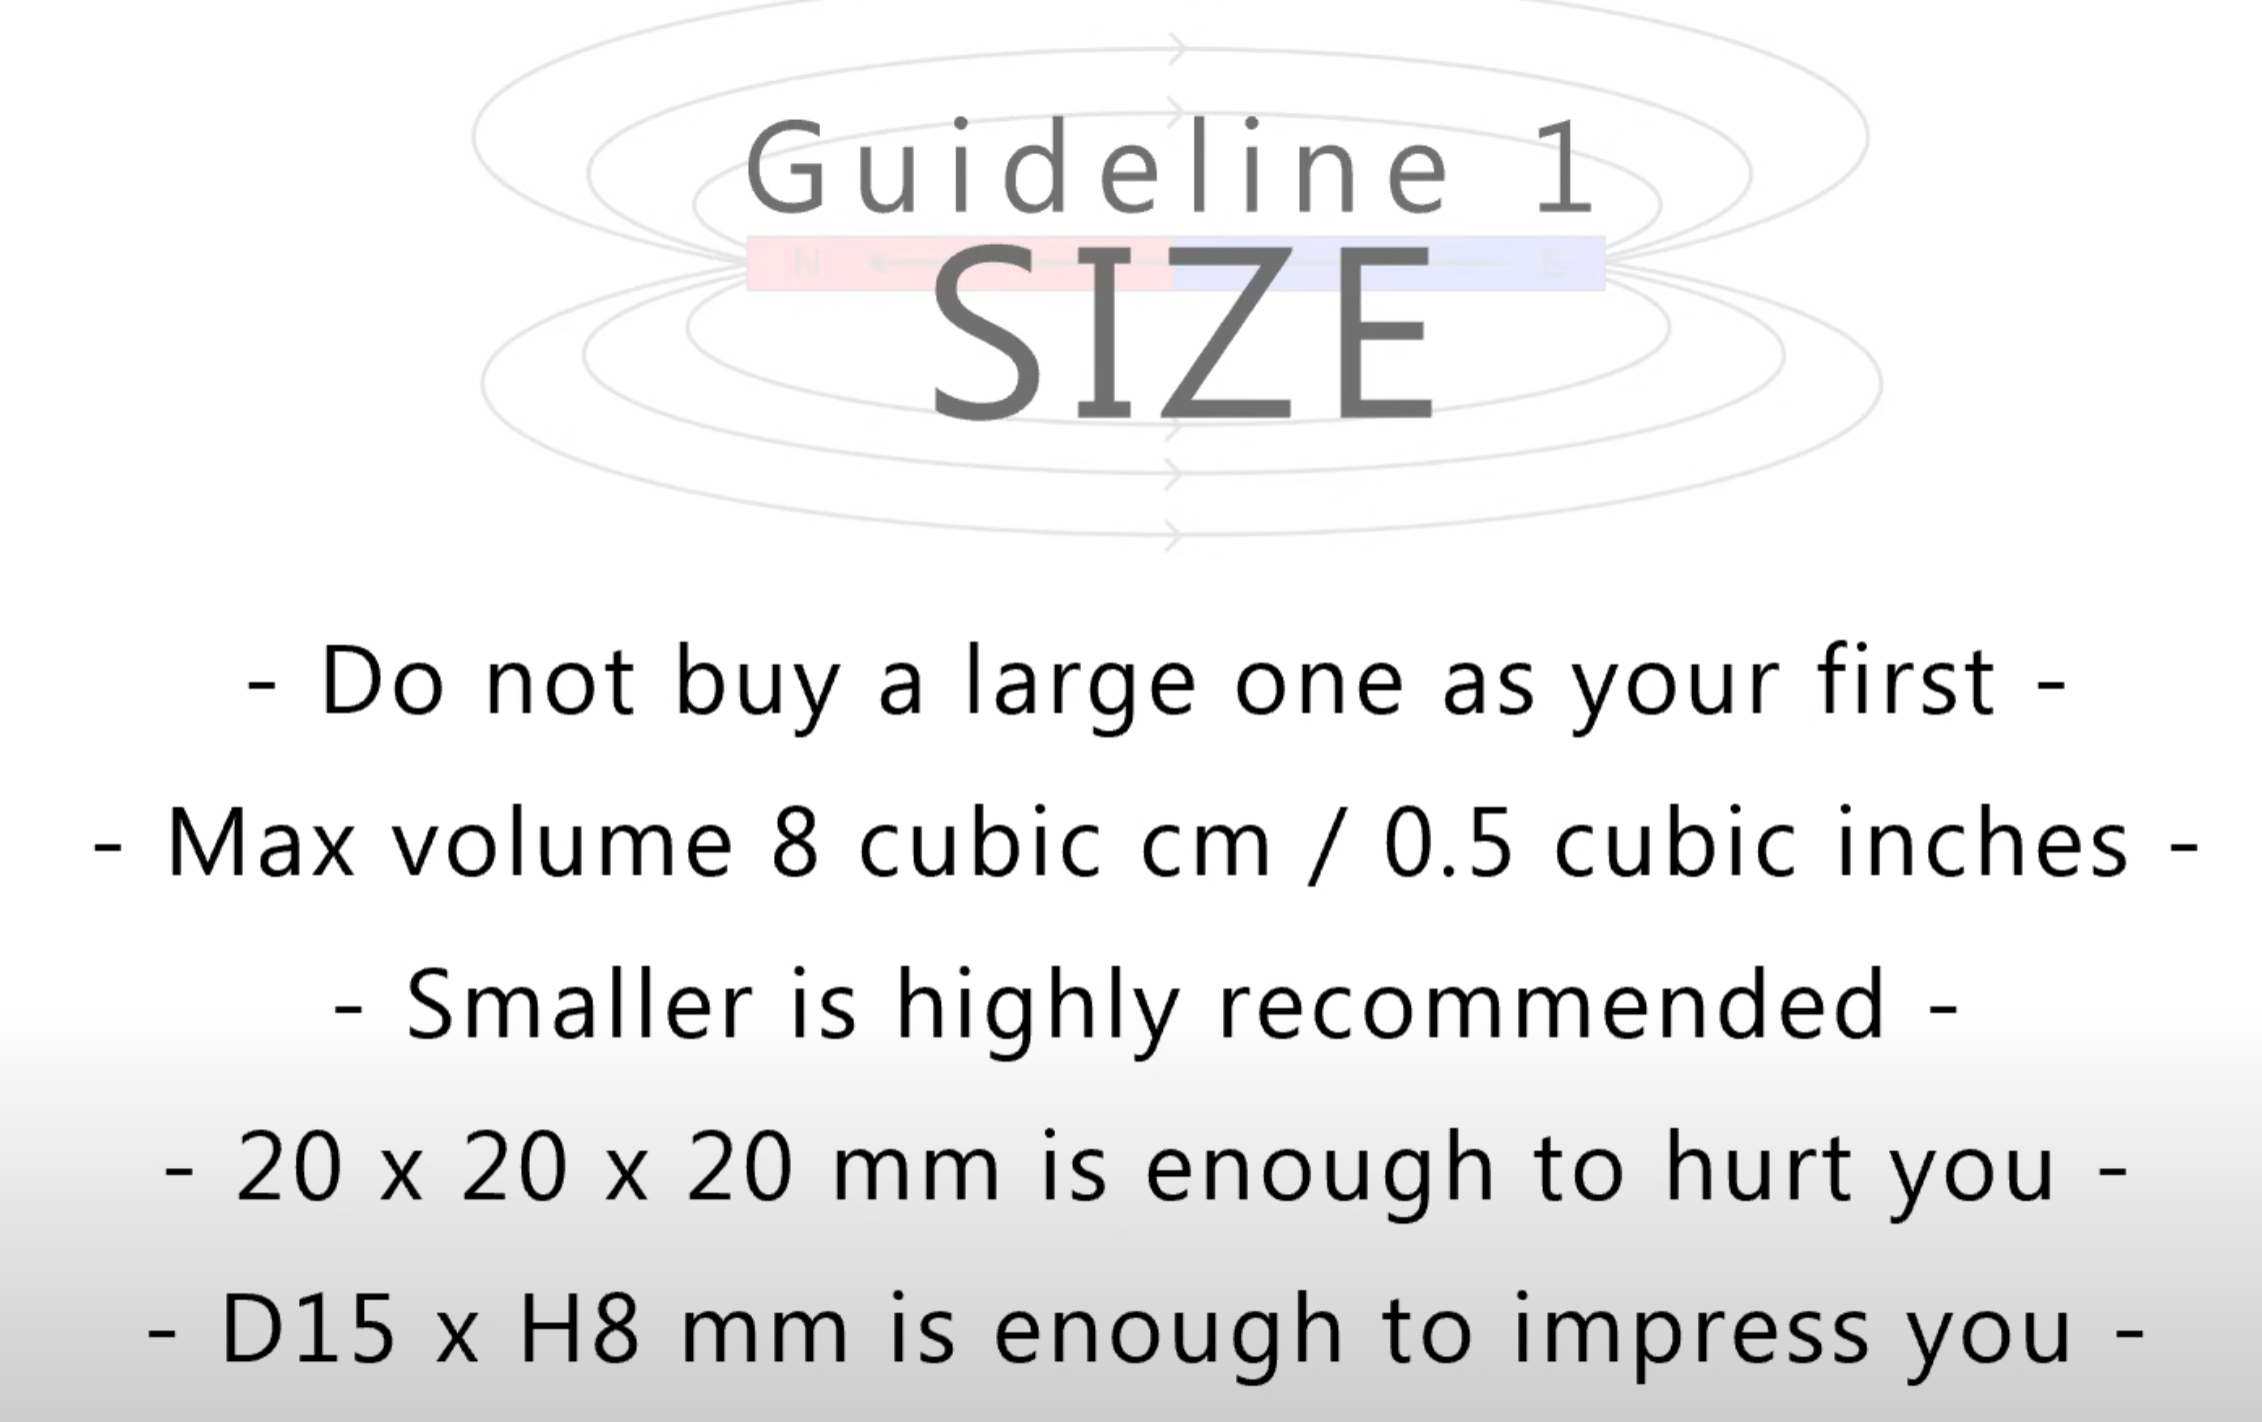 Guideline 1
N S
SIZE
- Do not buy a large one as your first -
- Max volume 8 cubic cm / 0.5 cubic inches -
- Smaller is highly recommended -
- 20 x 20 x 20 mm is enough to hurt you -
- D15 x H8 mm is enough to impress you -